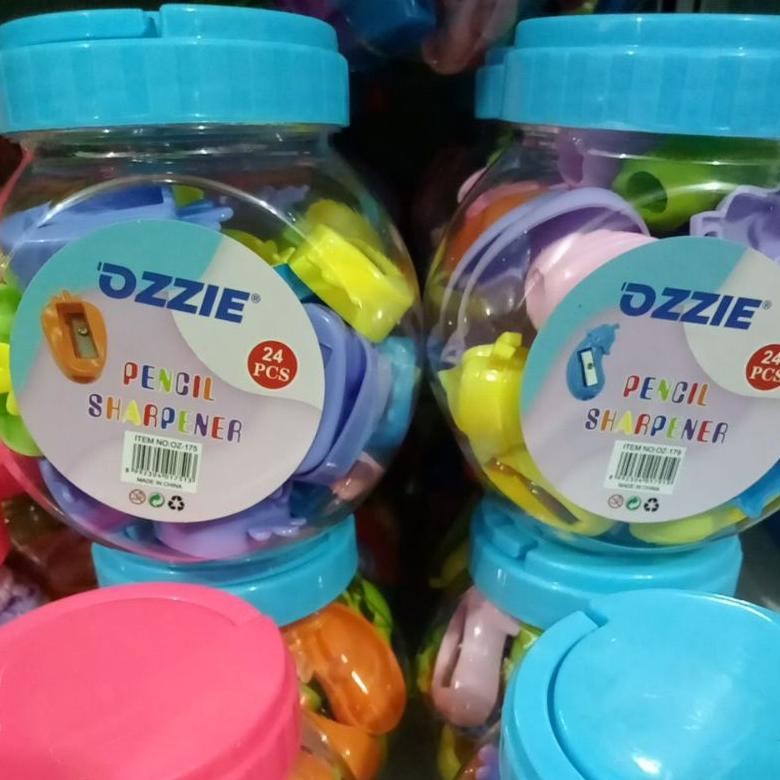 OZZIE®
24
PCS
PENCIL
SHARPENER
ITEM NO:OZ-175
MADE IN CHINA
OZZIE®
24
PCS
PENCIL
SHARPENER
ITEM NO:OZ-179
MADE IN CHINA